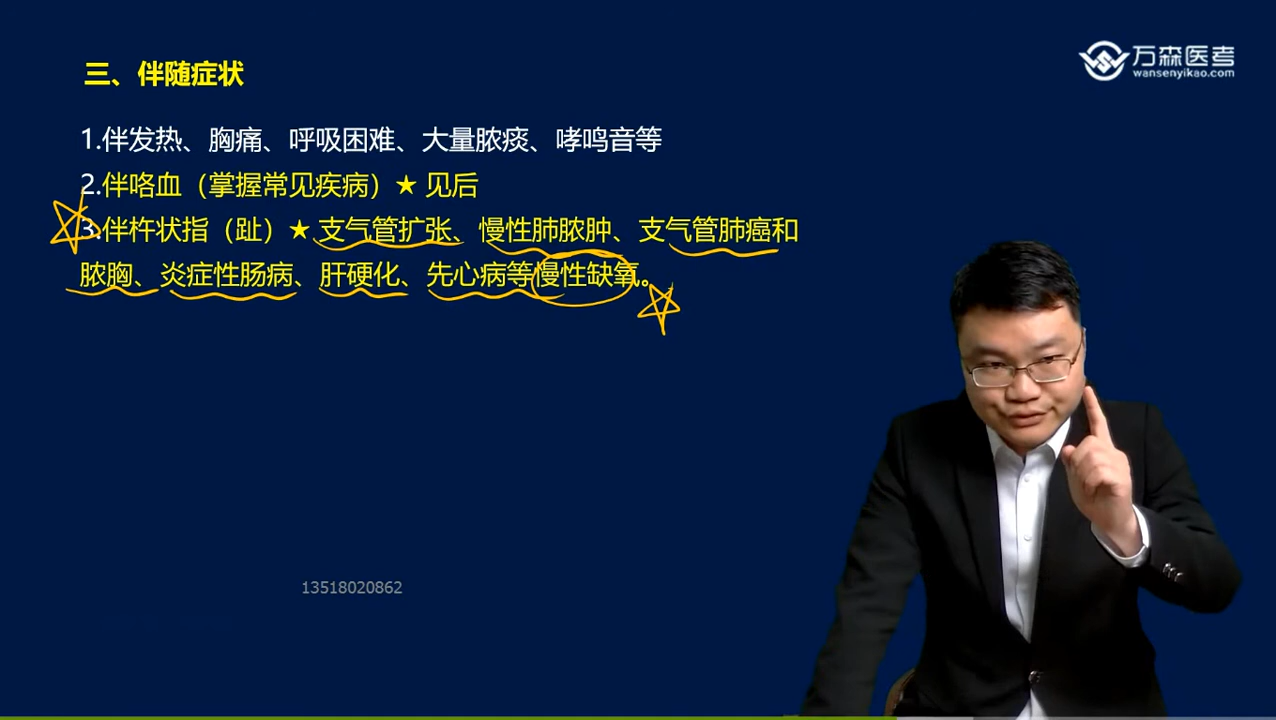 三、伴随症状
万森医考
wansenyikao.com
1.伴发热、胸痛、呼吸困难、大量脓痰、哮鸣音等
2.伴咯血（掌握常见疾病）★ 见后
3.伴杵状指（趾）★ 支气管扩张、慢性肺脓肿、支气管肺癌和
脓胸、炎症性肠病、肝硬化、先心病等慢性缺氧。
13518020862